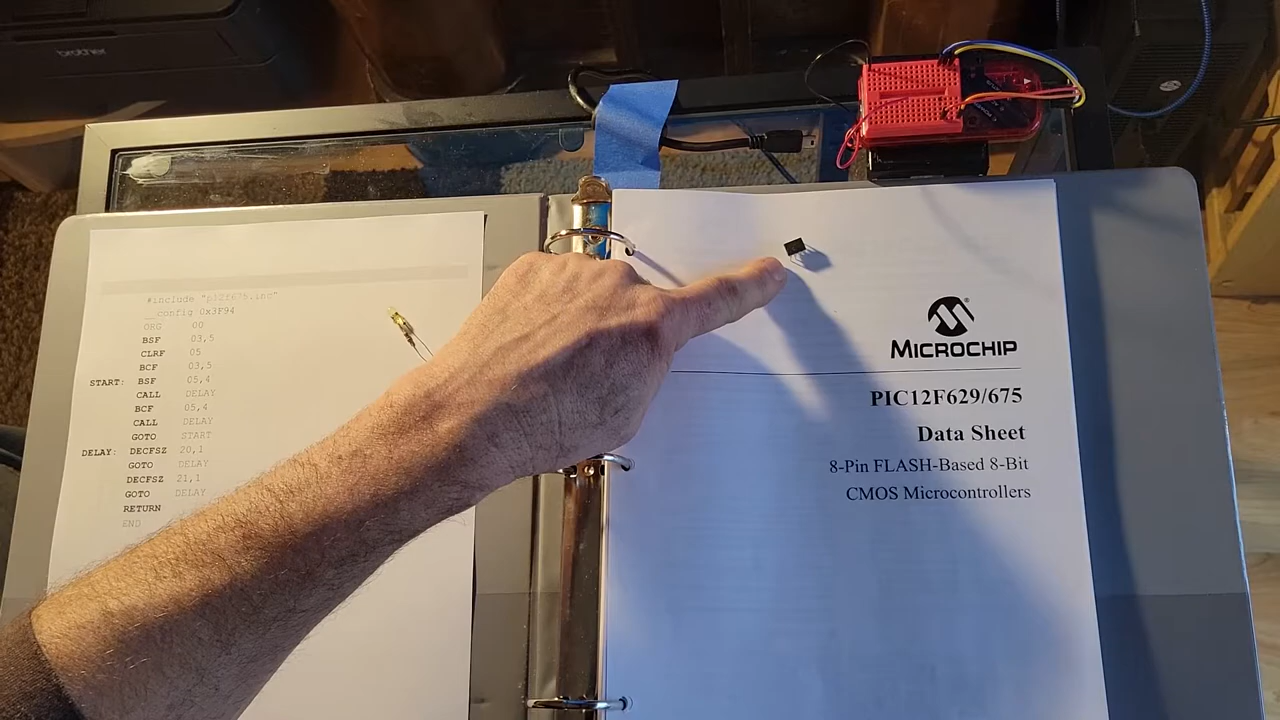 brother
#include "p12f675.inc"
__config 0x3F94
ORG 00
BSF 03,5
CLRF 05
BCF 03,5
START: BSF 05,4
CALL DELAY
BCF 05,4
CALL DELAY
GOTO START
DELAY: DECFSZ 20,1
GOTO DELAY
DECFSZ 21,1
GOTO DELAY
RETURN
END
MICROCHIP
PIC12F629/675
Data Sheet
8-Pin FLASH-Based 8-Bit
CMOS Microcontrollers